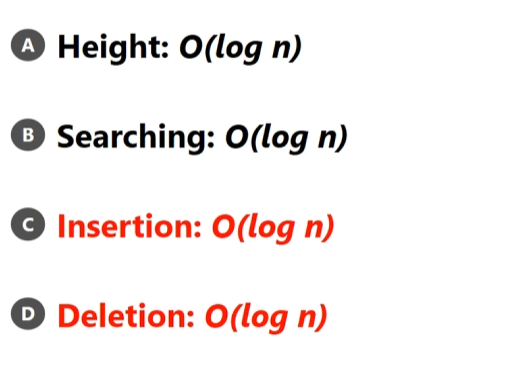 A Height: O(log n)
B Searching: O(log n)
C Insertion: O(log n)
D Deletion: O(log n)